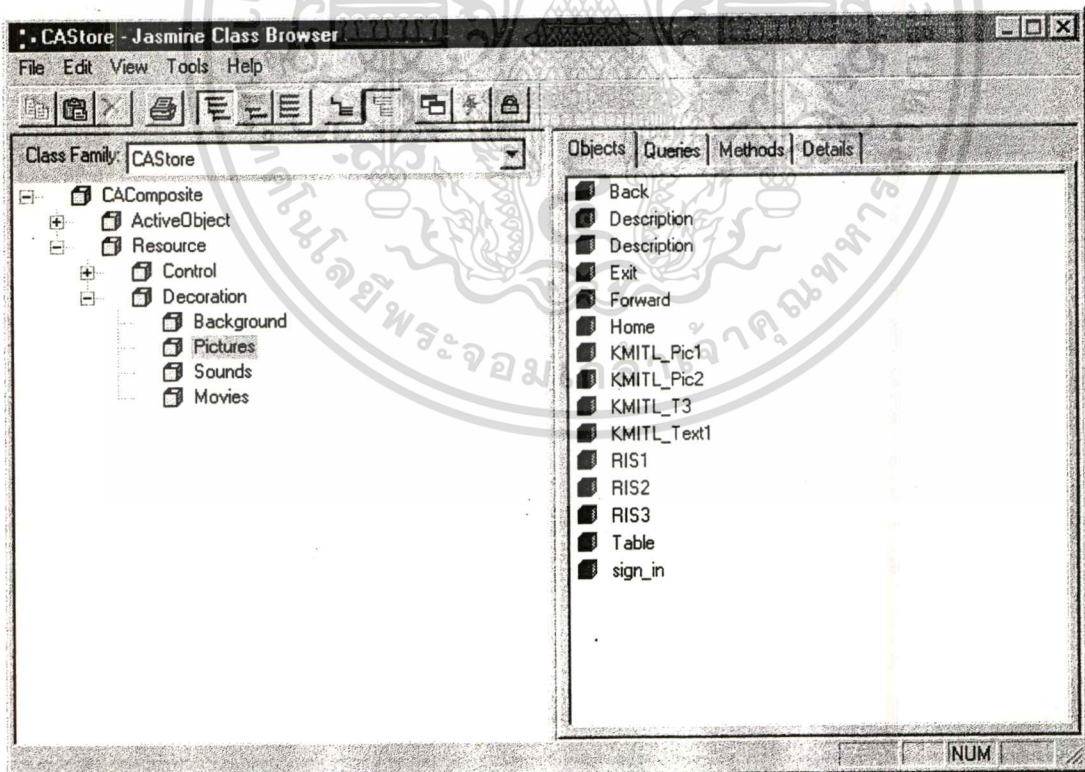 CAStore - Jasmine Class Browser
File Edit View Tools Help
Class Family: CAStore
CAComposite
ActiveObject
Resource
Control
Decoration
Background
Pictures
Sounds
Movies
Objects Queries Methods Details
Back
Description
Description
Exit
Forward
Home
KMITL_Pic1
KMITL_Pic2
KMITL_T3
KMITL_Text1
RIS1
RIS2
RIS3
Table
sign_in
NUM